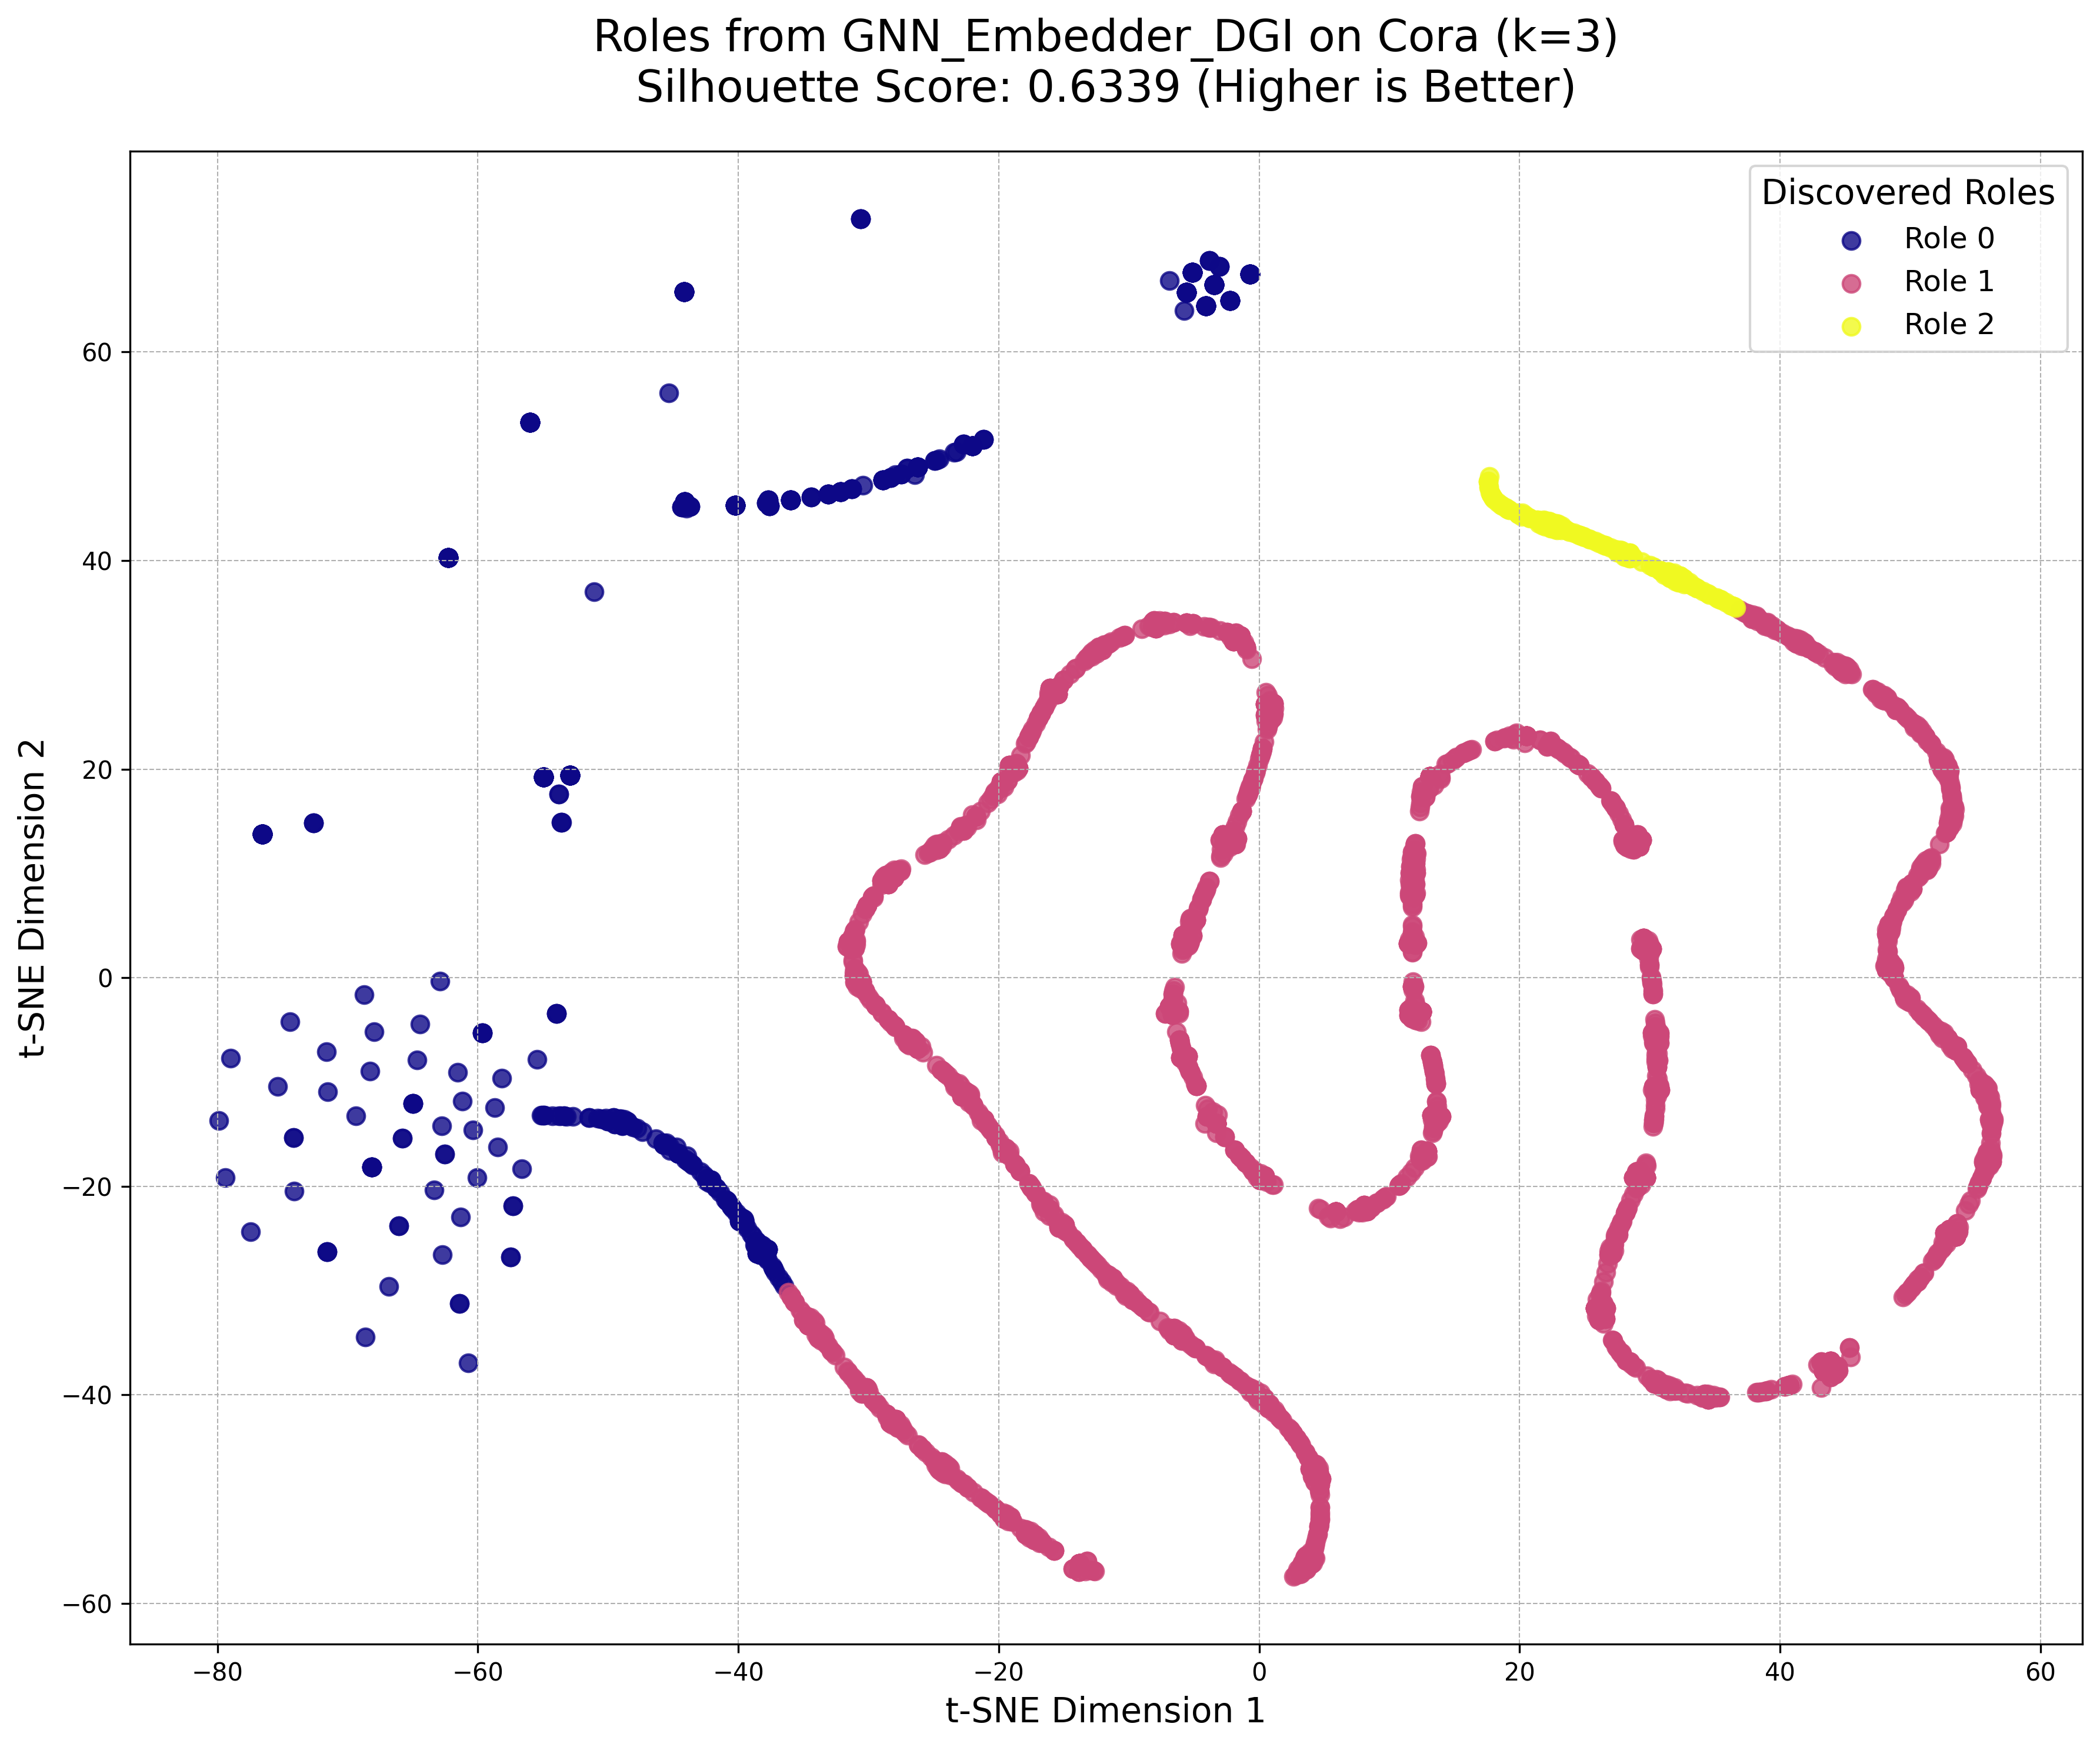 Roles from GNN_Embedder_DGI on Cora (k=3)
Silhouette Score: 0.6339 (Higher is Better)
Discovered Roles
Role 0
Role 1
Role 2
60
40
20
0
−20
−40
−60
t-SNE Dimension 2
−80 −60 −40 −20 0 20 40 60
t-SNE Dimension 1